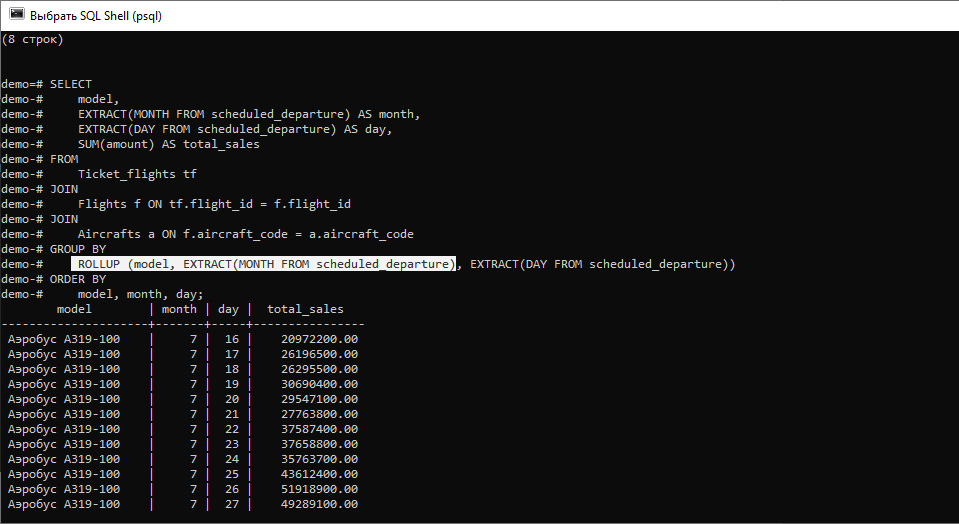 Выбрать SQL Shell (psql)
(8 строк)
demo=# SELECT
demo-#     model,
demo-#     EXTRACT(MONTH FROM scheduled_departure) AS month,
demo-#     EXTRACT(DAY FROM scheduled_departure) AS day,
demo-#     SUM(amount) AS total_sales
demo-# FROM
demo-#     Ticket_flights tf
demo-# JOIN
demo-#     Flights f ON tf.flight_id = f.flight_id
demo-# JOIN
demo-#     Aircrafts a ON f.aircraft_code = a.aircraft_code
demo-# GROUP BY
demo-#     ROLLUP (model, EXTRACT(MONTH FROM scheduled_departure), EXTRACT(DAY FROM scheduled_departure))
demo-# ORDER BY
demo-#     model, month, day;
        model        | month | day |  total_sales
---------------------+-------+-----+----------------
 Аэробус A319-100    |     7 |  16 |    20972200.00
 Аэробус A319-100    |     7 |  17 |    26196500.00
 Аэробус A319-100    |     7 |  18 |    26295500.00
 Аэробус A319-100    |     7 |  19 |    30690400.00
 Аэробус A319-100    |     7 |  20 |    29547100.00
 Аэробус A319-100    |     7 |  21 |    27763800.00
 Аэробус A319-100    |     7 |  22 |    37587400.00
 Аэробус A319-100    |     7 |  23 |    37658800.00
 Аэробус A319-100    |     7 |  24 |    35763700.00
 Аэробус A319-100    |     7 |  25 |    43612400.00
 Аэробус A319-100    |     7 |  26 |    51918900.00
 Аэробус A319-100    |     7 |  27 |    49289100.00